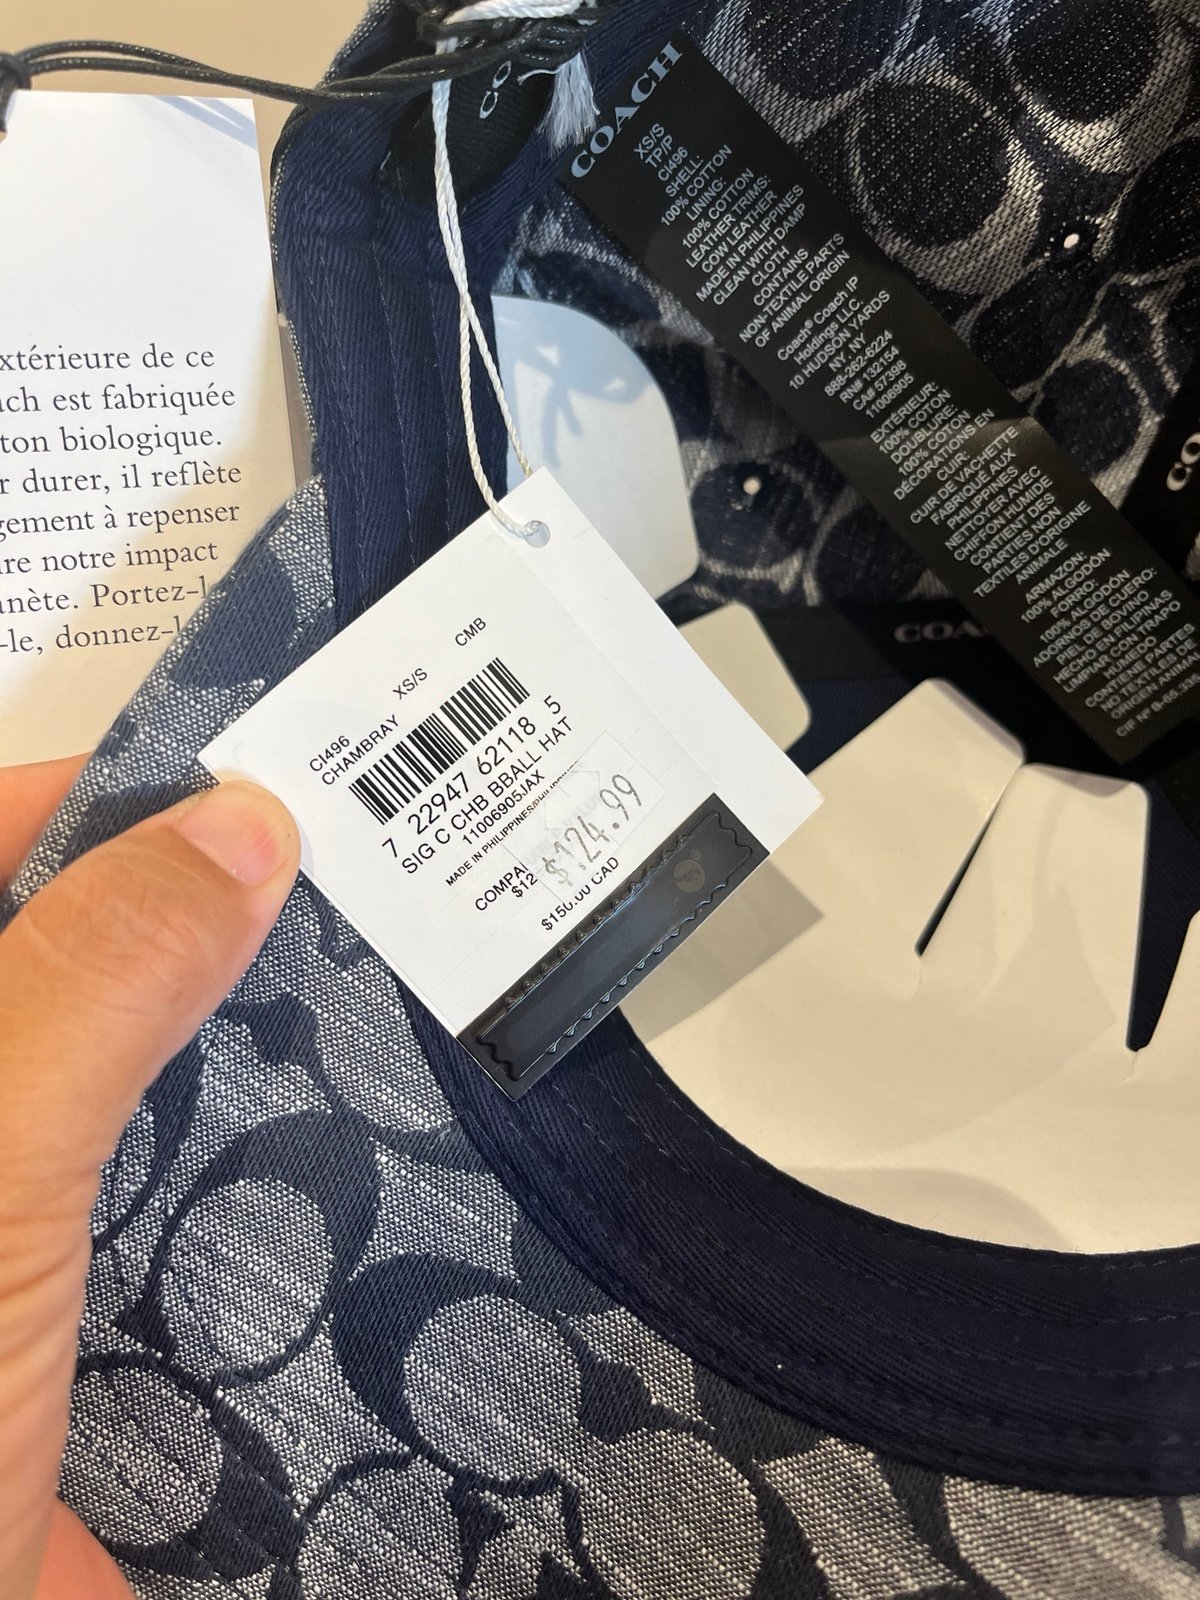 xtérieure de ce
ach est fabriquée
ton biologique.
r durer, il reflète
gement à repenser
re notre impact
anète. Portez-l
-le, donnez-l
CO
COACH
XS/S
TP/P
CI496
SHELL:
100% COTTON
LINING:
100% COTTON
LEATHER TRIMS:
COW LEATHER
MADE IN PHILIPPINES
CLEAN WITH DAMP
CLOTH
CONTAINS
NON-TEXTILE PARTS
OF ANIMAL ORIGIN
Coach® Coach IP
Holdings LLC.
10 HUDSON YARDS
NY, NY
888-262-6224
RN# 73154
CA# 57598
11006905
EXTÉRIEUR:
100% COTON
DOUBLURE:
100% COTON
DÉCORATIONS EN
CUIR:
CUIR DE VACHETTE
FABRIQUÉ AUX
PHILIPPINES
NETTOYER AVEC
CHIFFON HUMIDE
CONTIENT DES
PARTIES NON
TEXTILES D'ORIGINE
ANIMALE
ARMAZON:
100% ALGODÓN
FORRO:
100% ALGODÓN
ADORNOS DE CUERO:
PIEL DE BOVINO
HECHO EN FILIPINAS
LIMPIAR CON TRAPO
HÚMEDO
CONTIENE PARTES
NO TEXTILES DE
ORIGEN ANIMAL
COA
CI496 XS/S CMB
CHAMBRAY
7 22947 62118 5
SIG C CHB BBALL HAT
11006905JAX
MADE IN PHILIPPINES/
COMPA
$12
$124.99
$150.00 CAD